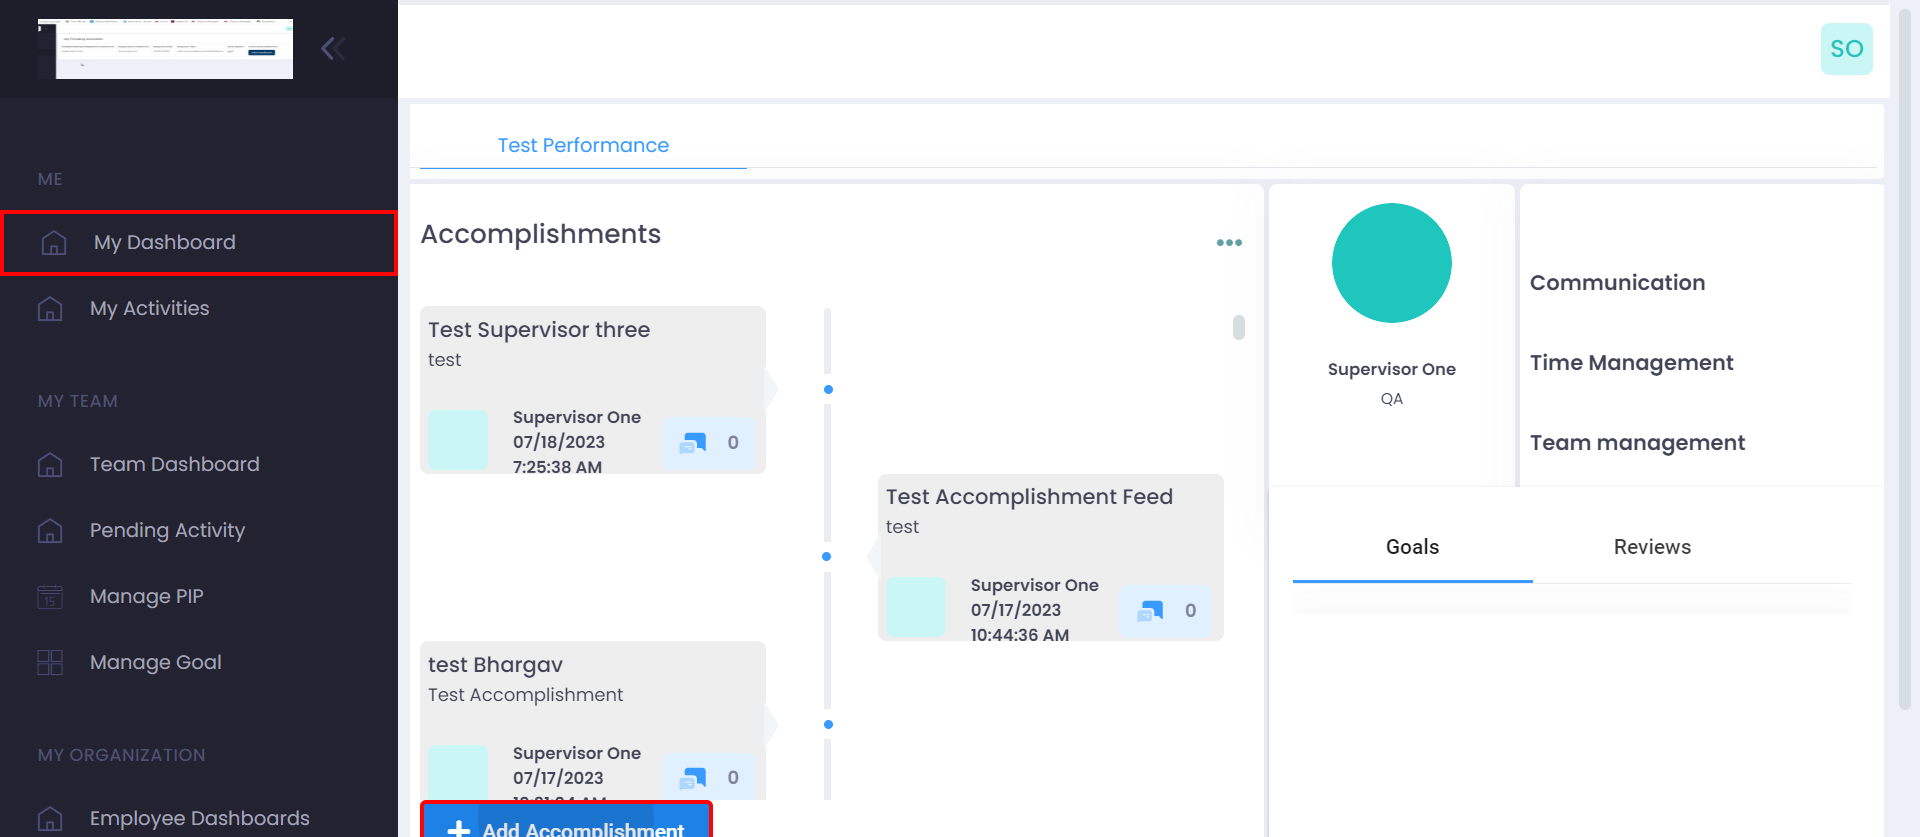 SO
ME
My Dashboard
My Activities
MY TEAM
Team Dashboard
Pending Activity
15
Manage PIP
Manage Goal
MY ORGANIZATION
Employee Dashboards
Test Performance
Accomplishments
Test Supervisor three
test
Supervisor One
07/18/2023
7:25:38 AM
0
Test Accomplishment Feed
test
Supervisor One
07/17/2023
10:44:36 AM
0
test Bhargav
Test Accomplishment
Supervisor One
07/17/2023
0
Add Accomplishment
Supervisor One
QA
Communication
Time Management
Team management
Goals
Reviews